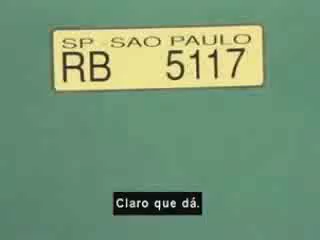 SP - SAO PAULO
RB 5117
Claro que dá.